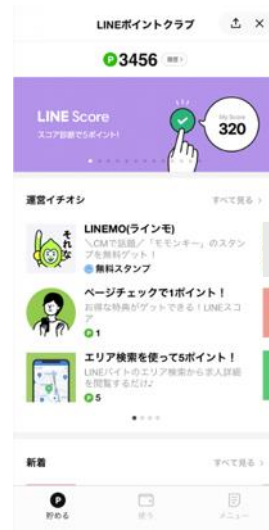 LINEポイントクラブ
P 3456 履歴 >
LINE Score
スコア診断で5ポイント!
My Score
320
運営イチオシ
すべて見る >
それな
LINEMO(ラインモ)
＼CMで話題／「モモンキー」のスタン
プを無料ゲット！
無料スタンプ
ページチェックで1ポイント！
お得な特典がゲットできる！LINEスコ
ア
P 1
エリア検索を使って5ポイント！
LINEバイトのエリア検索から求人詳細
を閲覧するだけ♪
P 5
新着
すべて見る >
P
貯める
使う
メニュー